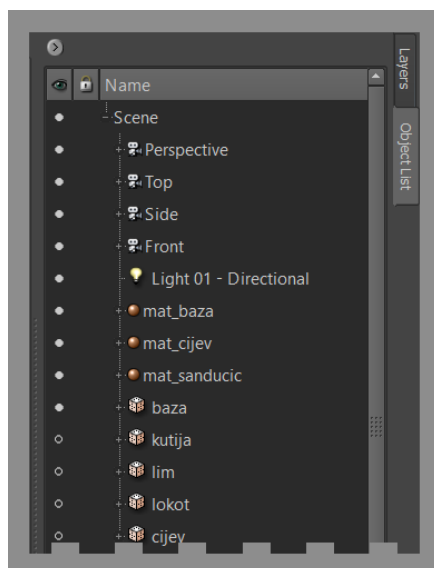 Name
Scene
Perspective
Top
Side
Front
Light 01 - Directional
mat_baza
mat_cijev
mat_sanducic
baza
kutija
lim
lokot
cijev
Layers
Object List